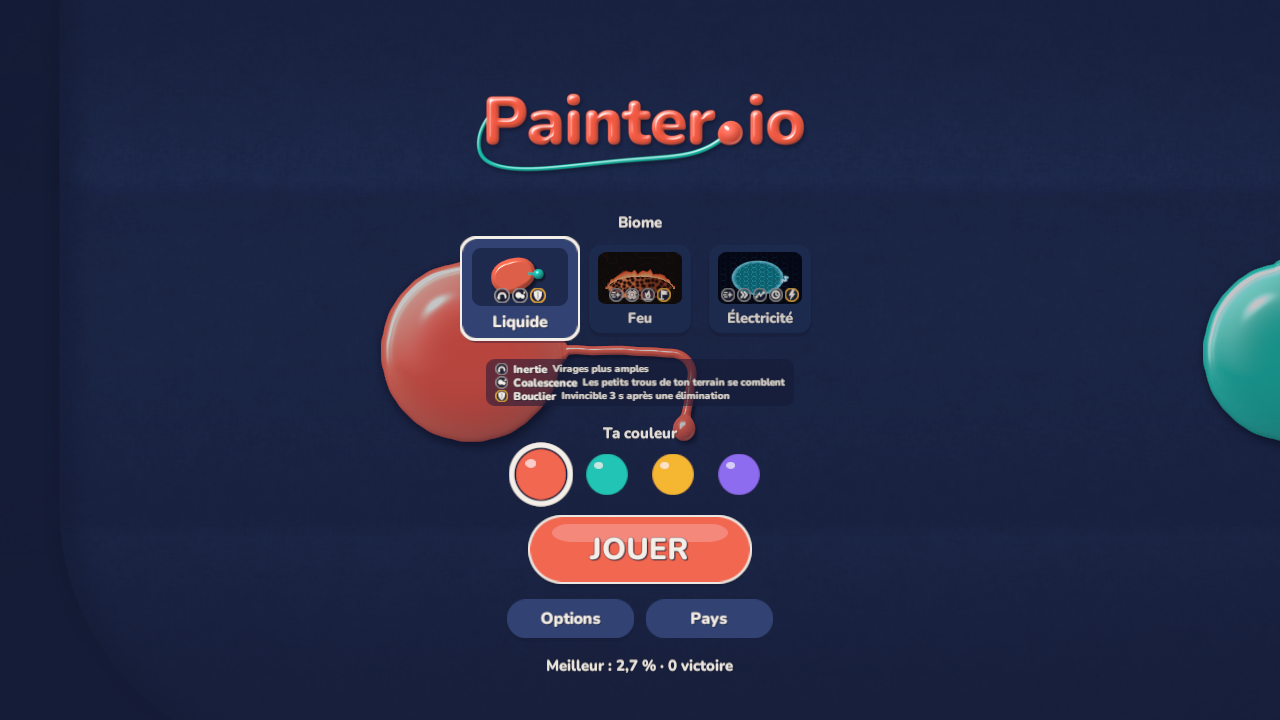 Painter.io
Biome
Liquide
Feu
Électricité
Inertie Virages plus amples
Coalescence Les petits trous de ton terrain se comblent
Bouclier Invincible 3 s après une élimination
Ta couleur
JOUER
Options
Pays
Meilleur : 2,7 % · 0 victoire